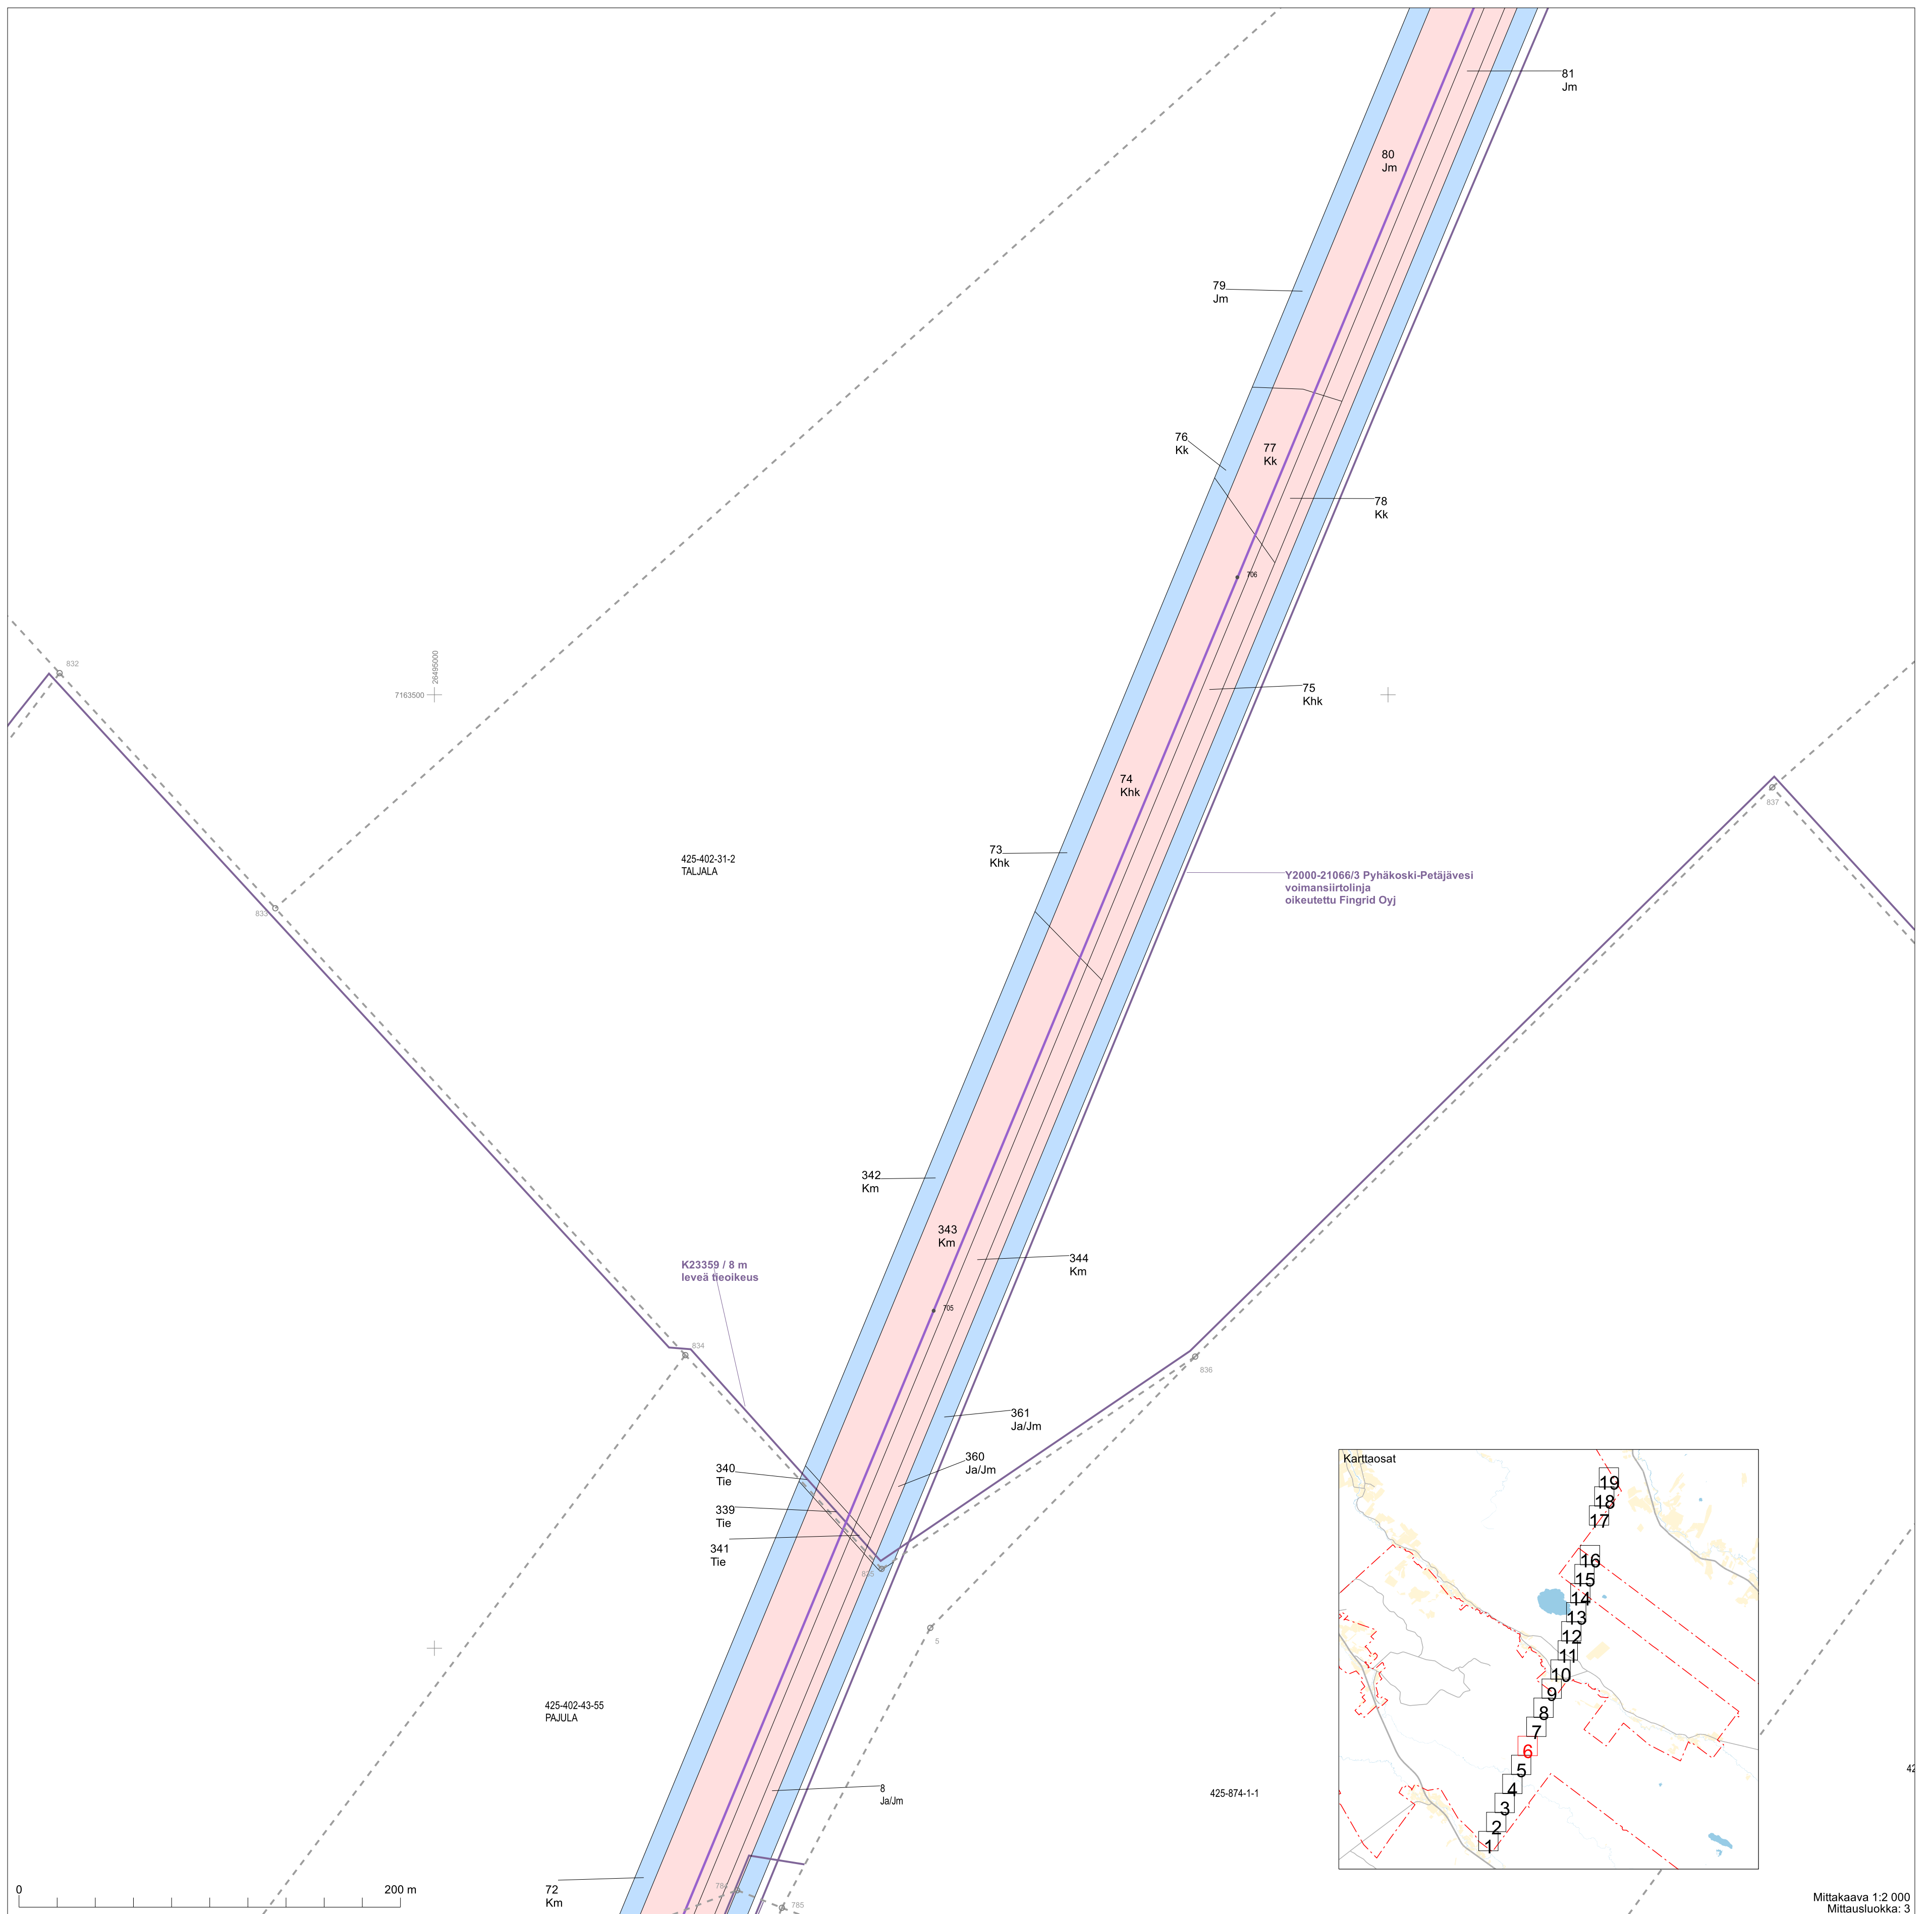 81
Jm
80
Jm
79
Jm
76
Kk
77
Kk
78
Kk
706
832
26495000
7163500
75
Khk
74
Khk
837
73
Khk
425-402-31-2
TALJALA
Y2000-21066/3 Pyhäkoski-Petäjävesi
voimansiirtolinja
oikeutettu Fingrid Oyj
833
342
Km
343
Km
344
Km
K23359 / 8 m
leveä tieoikeus
705
834
836
361
Ja/Jm
360
Ja/Jm
340
Tie
339
Tie
341
Tie
835
5
425-402-43-55
PAJULA
8
Ja/Jm
425-874-1-1
42
72
Km
784
785
0
200 m
Karttaosat
19
18
17
16
15
14
13
12
11
10
9
8
7
6
5
4
3
2
1
Mittakaava 1:2 000
Mittausluokka: 3